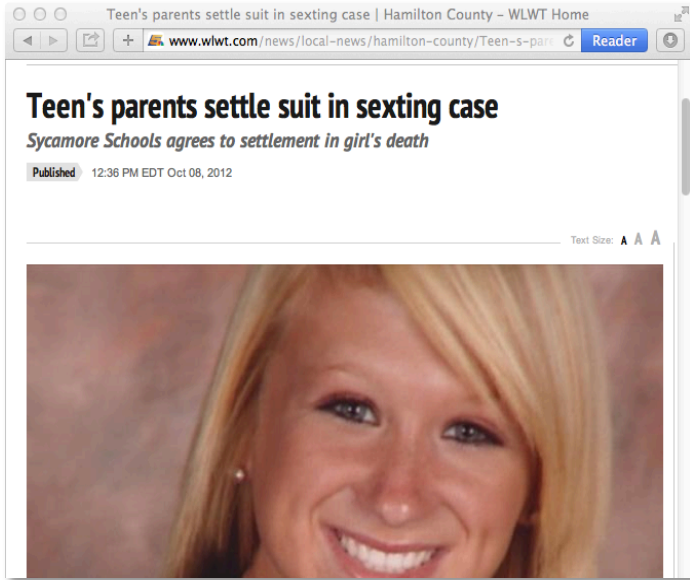 Teen's parents settle suit in sexting case | Hamilton County – WLWT Home
www.wlwt.com/news/local-news/hamilton-county/Teen-s-par
Reader
Teen's parents settle suit in sexting case
Sycamore Schools agrees to settlement in girl's death
Published 12:36 PM EDT Oct 08, 2012
Text Size: A A A